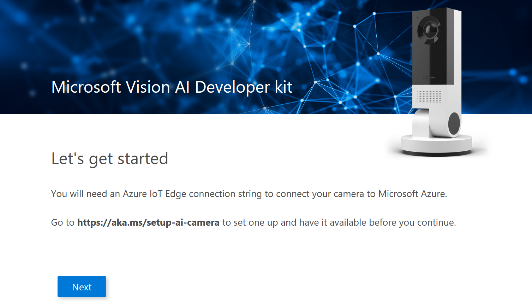 Microsoft Vision AI Developer kit
Let's get started
You will need an Azure IoT Edge connection string to connect your camera to Microsoft Azure.
Go to https://aka.ms/setup-ai-camera to set one up and have it available before you continue.
Next